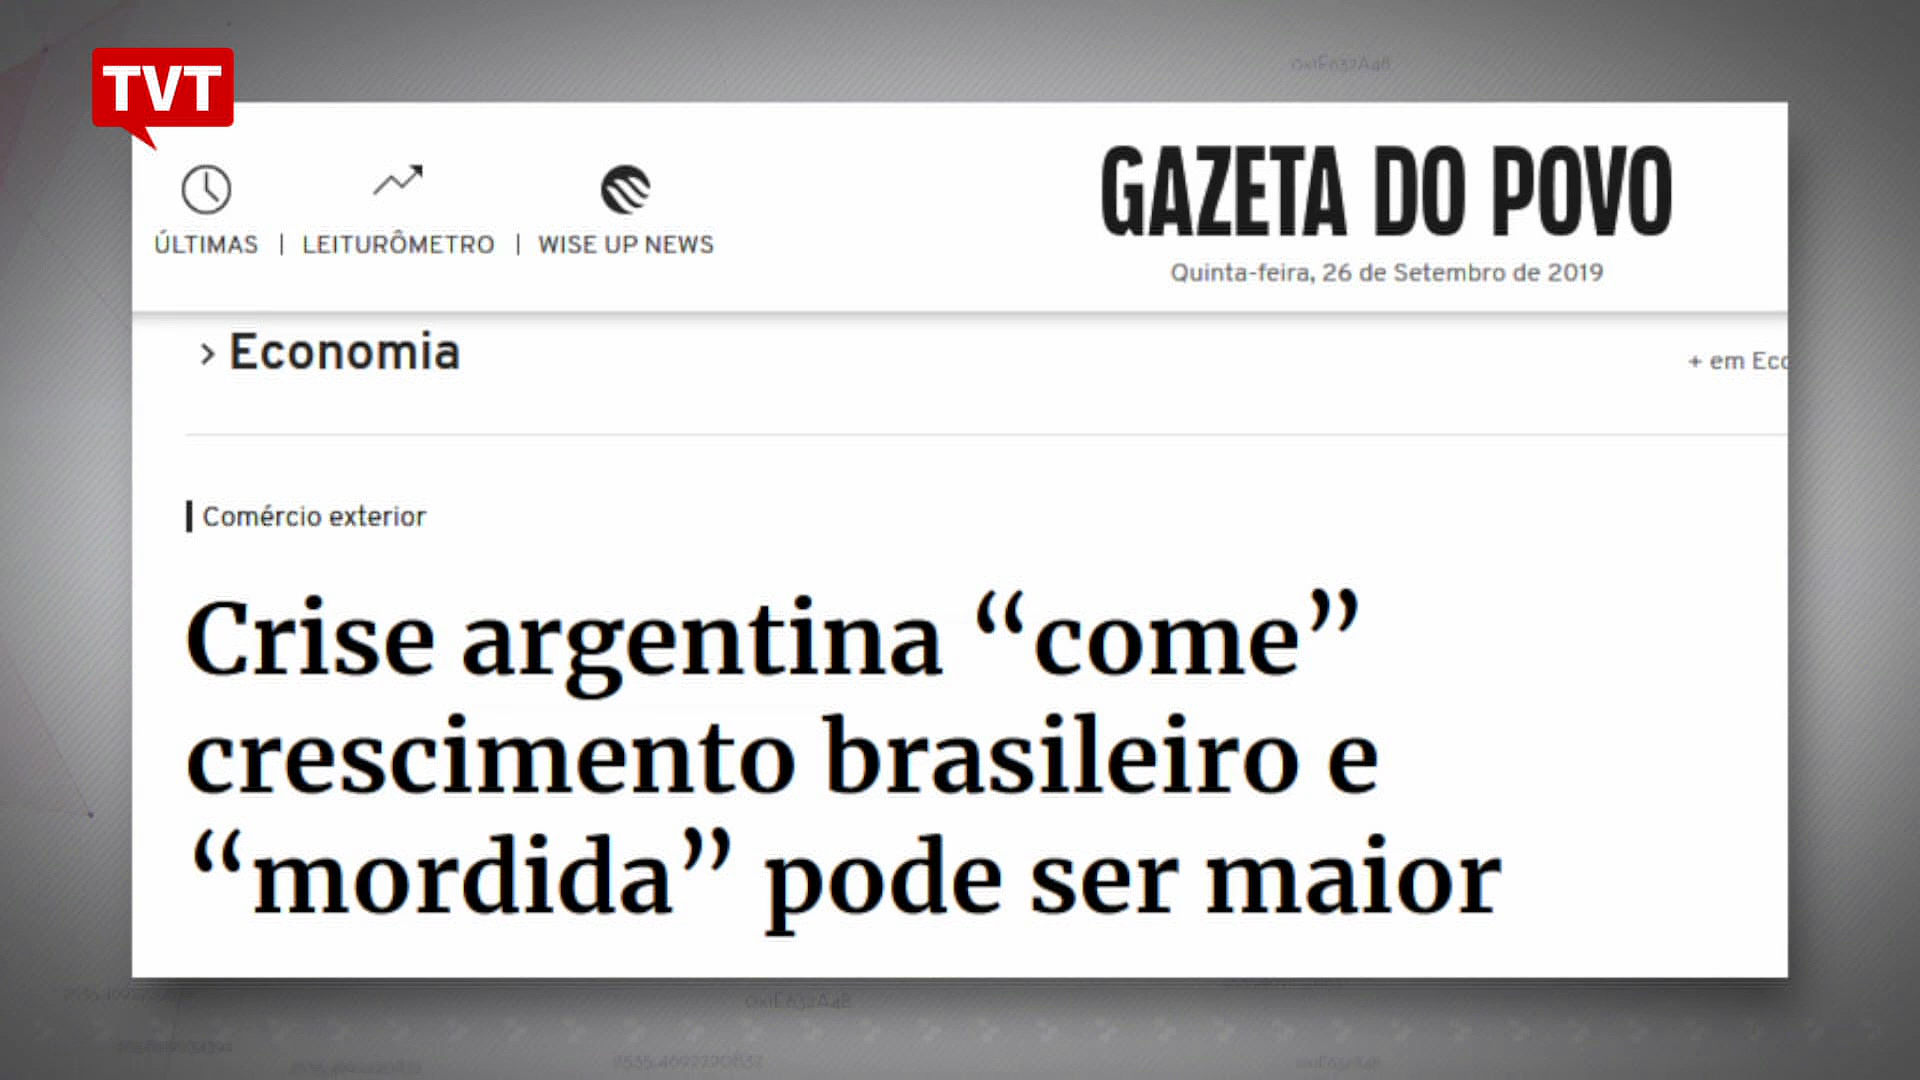 TVT
ÚLTIMAS | LEITURÔMETRO | WISE UP NEWS
GAZETA DO POVO
Quinta-feira, 26 de Setembro de 2019
> Economia
+ em Eco
Comércio exterior
Crise argentina “come”
crescimento brasileiro e
“mordida” pode ser maior